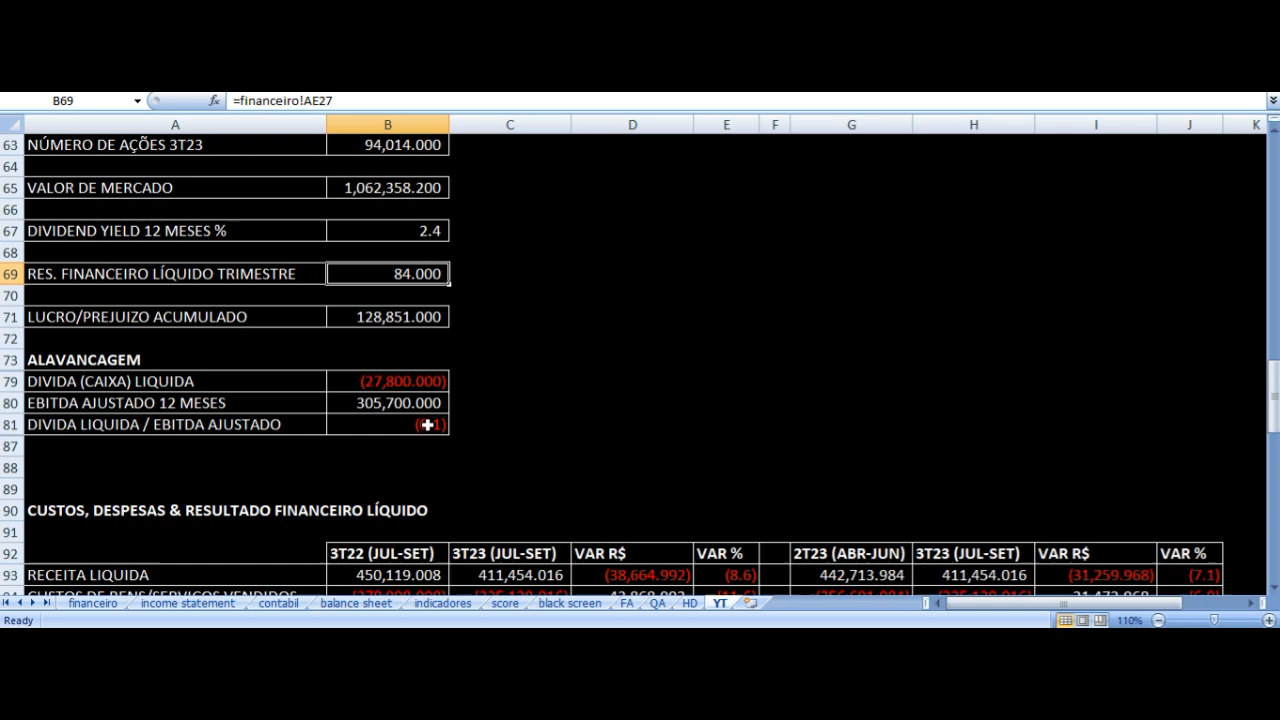 B69 fx =financeiro!AE27
A B C D E F G H I J K
63 NÚMERO DE AÇÕES 3T23 94,014.000
64
65 VALOR DE MERCADO 1,062,358.200
66
67 DIVIDEND YIELD 12 MESES % 2.4
68
69 RES. FINANCEIRO LÍQUIDO TRIMESTRE 84.000
70
71 LUCRO/PREJUIZO ACUMULADO 128,851.000
72
73 ALAVANCAGEM
79 DIVIDA (CAIXA) LIQUIDA (27,800.000)
80 EBITDA AJUSTADO 12 MESES 305,700.000
81 DIVIDA LIQUIDA / EBITDA AJUSTADO
87
88
89
90 CUSTOS, DESPESAS & RESULTADO FINANCEIRO LÍQUIDO
91
92 3T22 (JUL-SET) 3T23 (JUL-SET) VAR R$ VAR % 2T23 (ABR-JUN) 3T23 (JUL-SET) VAR R$ VAR %
93 RECEITA LIQUIDA 450,119.008 411,454.016 (38,664.992) (8.6) 442,713.984 411,454.016 (31,259.968) (7.1)
financeiro income statement contabil balance sheet indicadores score black screen FA QA HD YT
Ready 110%